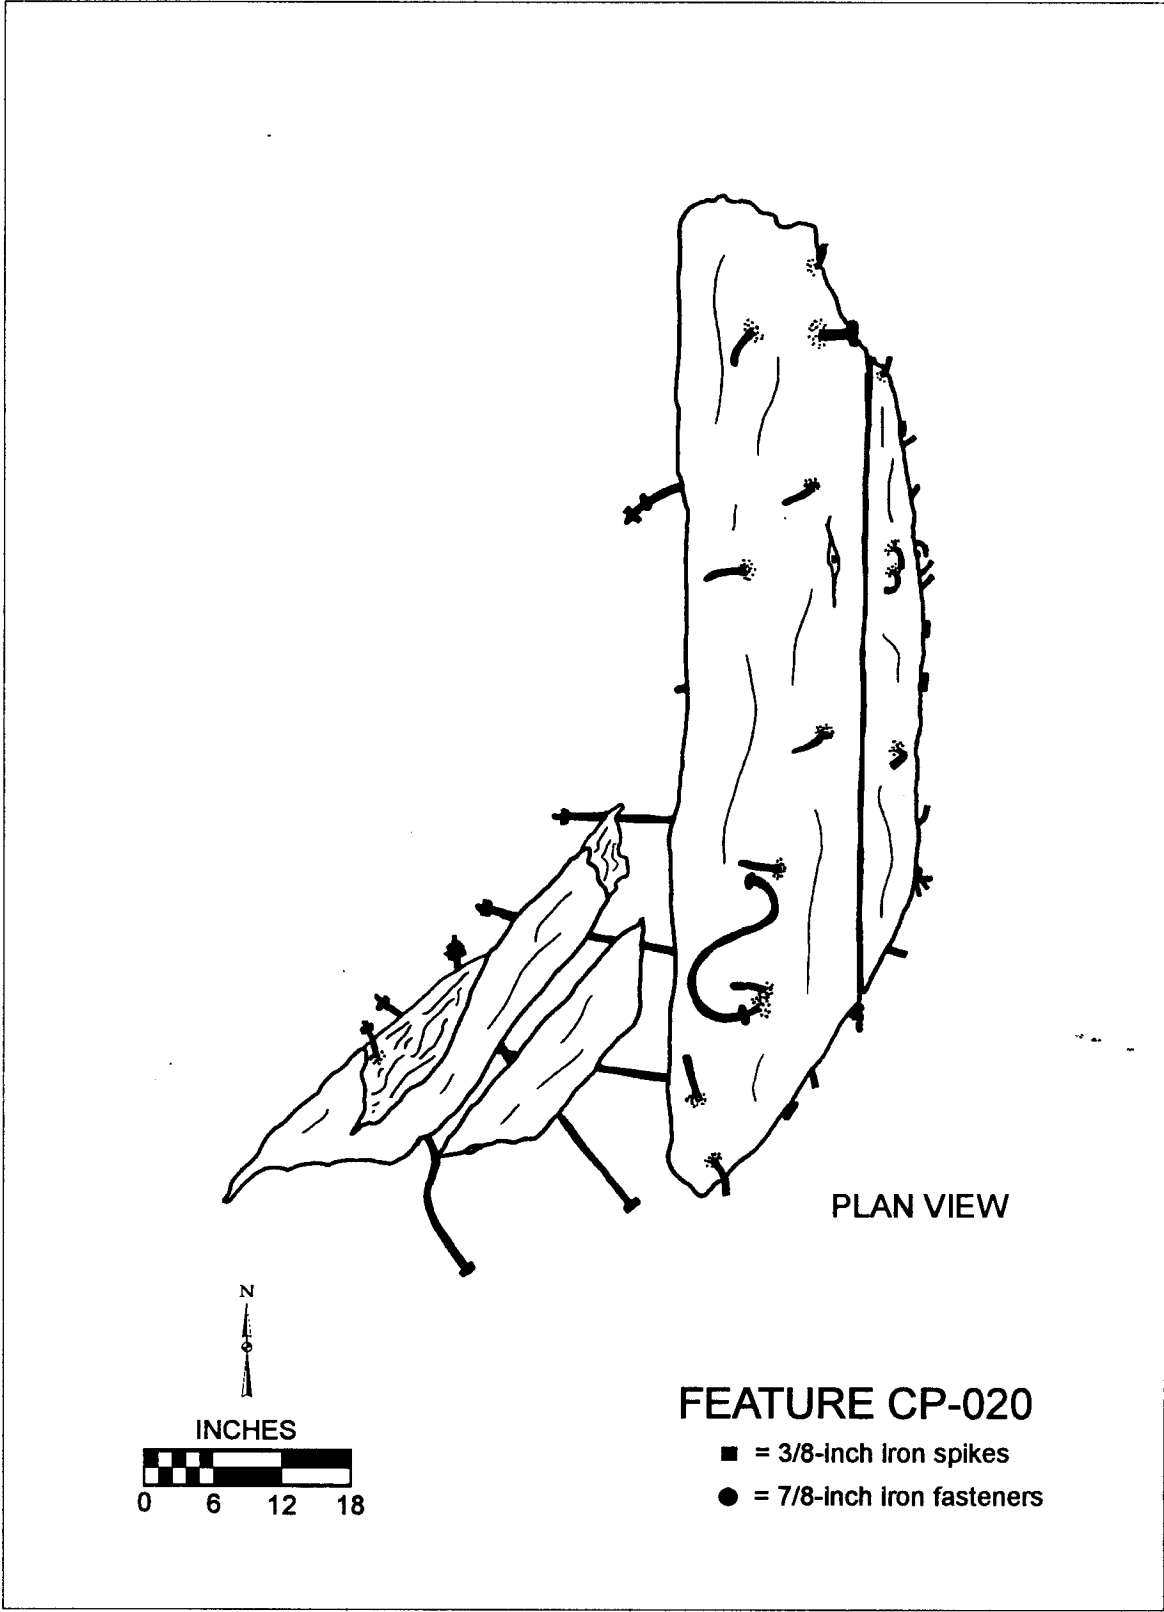 PLAN VIEW
N
INCHES
0 6 12 18
FEATURE CP-020
■ = 3/8-inch iron spikes
● = 7/8-inch iron fasteners